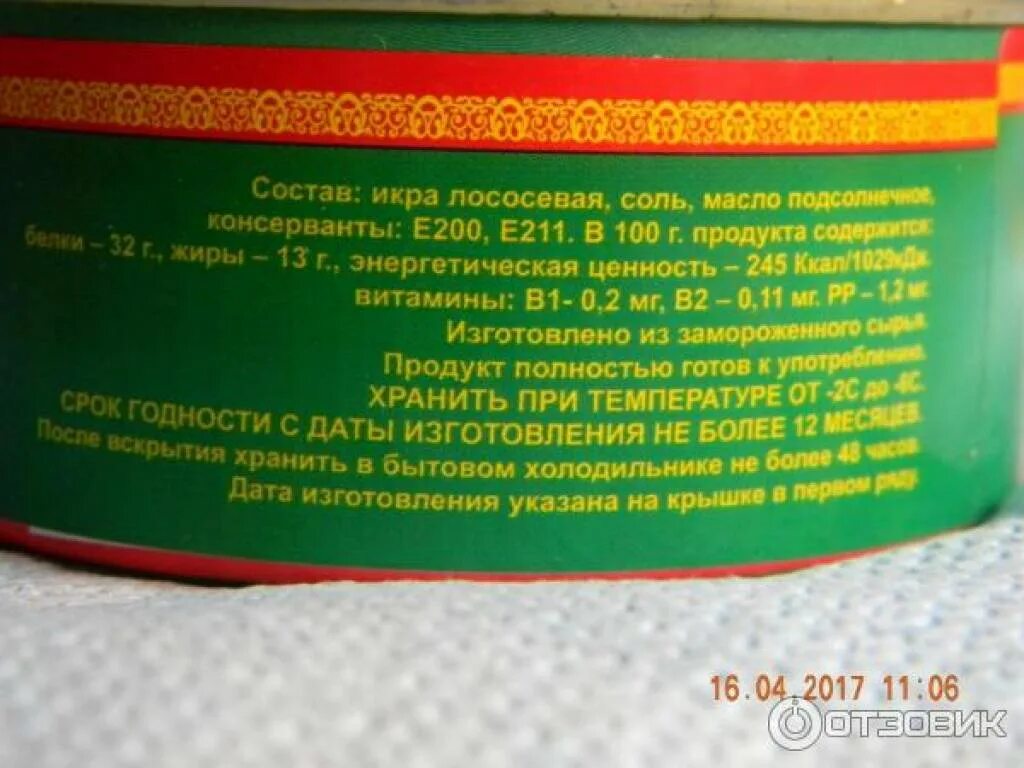 Состав: икра лососевая, соль, масло подсолнечное,
консерванты: Е200, Е211. В 100 г. продукта содержится:
белки – 32 г., жиры – 13 г., энергетическая ценность – 245 Ккал/1029кДж.
витамины: В1- 0,2 мг, В2 – 0,11 мг. РР – 1,2 мг.
Изготовлено из замороженного сырья.
Продукт полностью готов к употреблению.
ХРАНИТЬ ПРИ ТЕМПЕРАТУРЕ ОТ -2С до -6С.
СРОК ГОДНОСТИ С ДАТЫ ИЗГОТОВЛЕНИЯ НЕ БОЛЕЕ 12 МЕСЯЦЕВ.
После вскрытия хранить в бытовом холодильнике не более 48 часов.
Дата изготовления указана на крышке в первом ряду.
16.04.2017 11:06
ОТЗОВИК